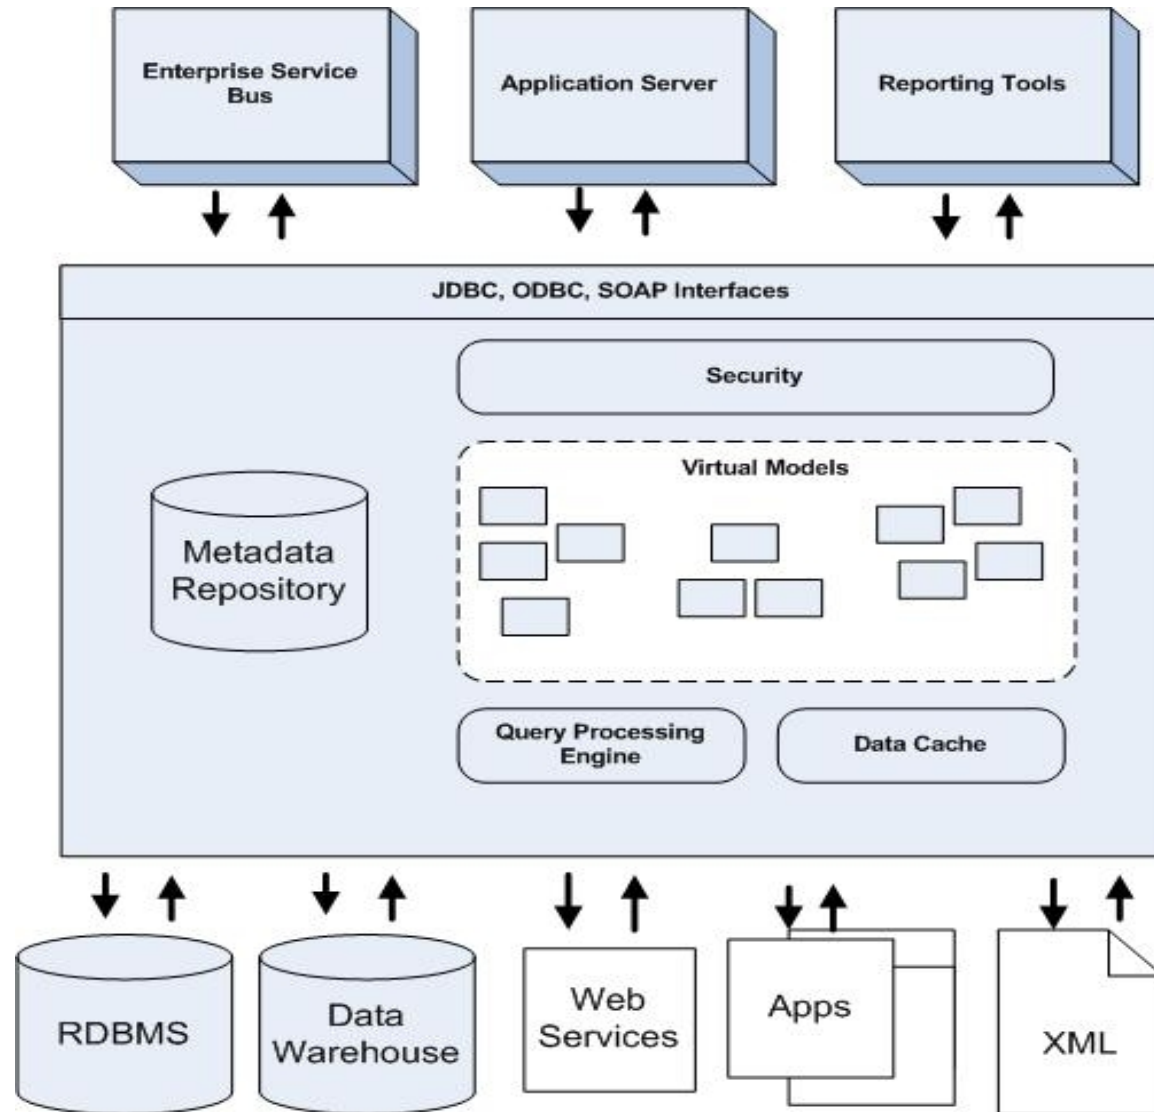 Enterprise Service
Bus
Application Server
Reporting Tools
JDBC, ODBC, SOAP Interfaces
Security
Virtual Models
Metadata
Repository
Query Processing
Engine
Data Cache
RDBMS
Data
Warehouse
Web
Services
Apps
XML